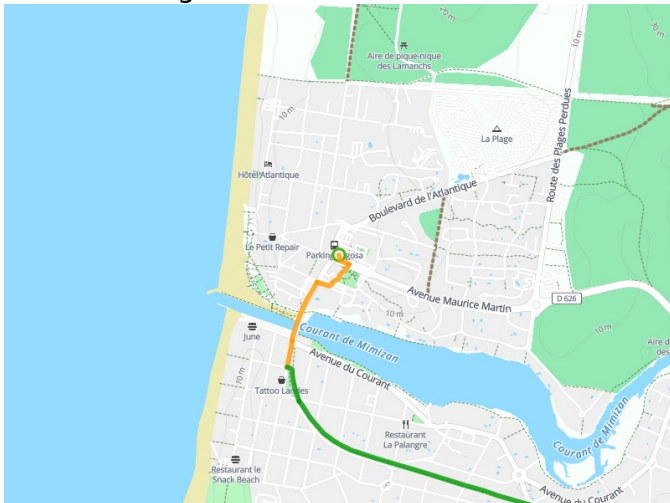 10 m
Aire de pique-nique
des Lamanchs
10 m
La Plage
Route des Plages Perdues
Hôtel Atlantique
Boulevard de l'Atlantique
Le Petit Repair
Avenue Maurice Martin
D 626
10 m
10 m
June
Courant de Mimizan
Aire d
des
Avenue du Courant
10 m
Tattoo Landes
Restaurant
La Palangre
Courant de
Mimizan
Restaurant le
Snack Beach
Avenue du Courant